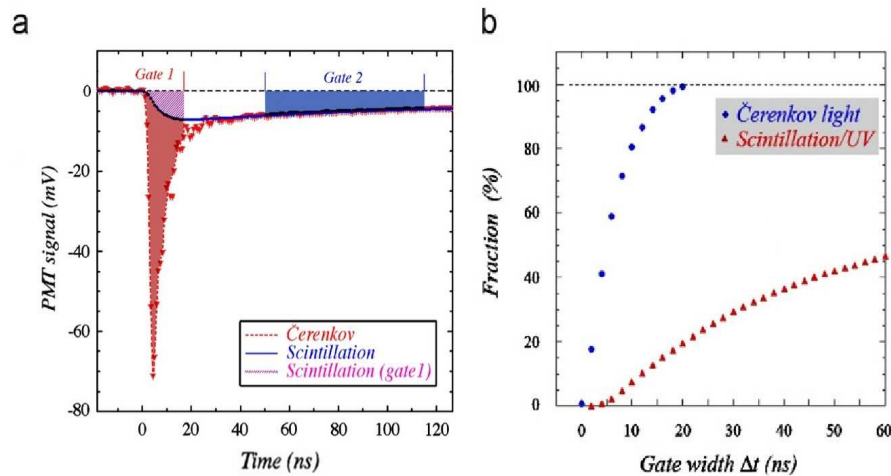 a
Gate 1
Gate 2
0
-20
-40
-60
-80
PMT signal (mV)
Čerenkov
Scintillation
Scintillation (gate1)
0
20
40
60
80
100
120
Time (ns)
b
100
80
60
40
20
0
Fraction (%)
Čerenkov light
Scintillation/UV
0
10
20
30
40
50
60
Gate width Δt (ns)